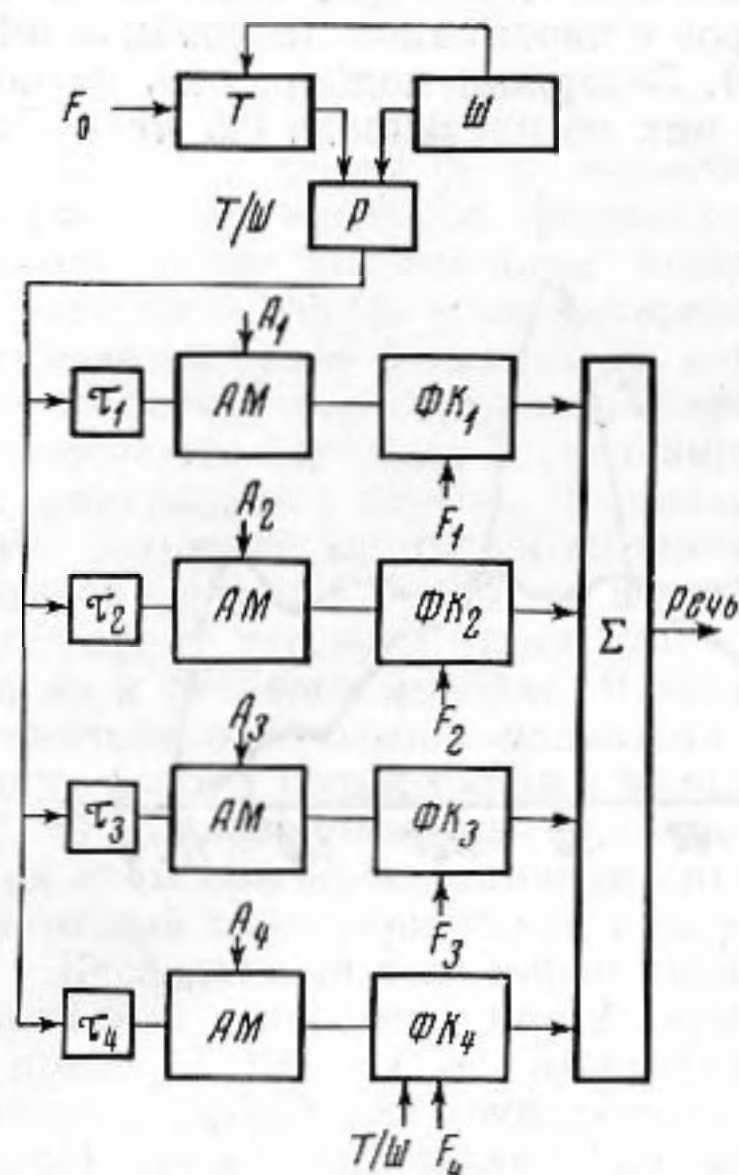 F₀ T Ш
T/Ш P
A₁
τ₁ AM ФК₁
A₂ F₁
τ₂ AM ФК₂ Σ речь
A₃ F₂
τ₃ AM ФК₃
A₄ F₃
τ₄ AM ФК₄
T/Ш F₄